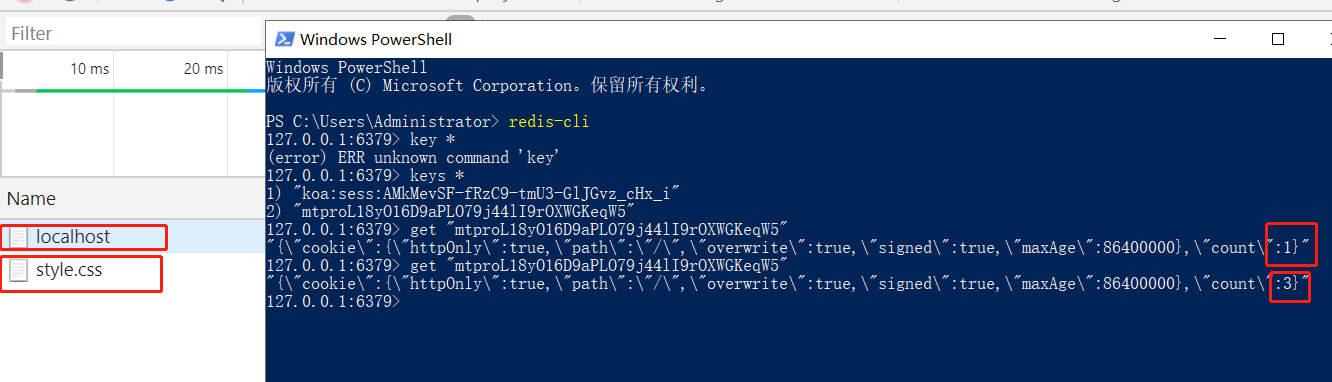 Filter
10 ms
20 ms
Name
localhost
style.css
Windows PowerShell
Windows PowerShell
版权所有 (C) Microsoft Corporation。保留所有权利。
PS C:\Users\Administrator> redis-cli
127.0.0.1:6379> key *
(error) ERR unknown command 'key'
127.0.0.1:6379> keys *
1) "koa:sess:AMkMevSF-fRzC9-tmU3-GlJGvz_cHx_i"
2) "mtproL18yO16D9aPLO79j44lI9rOXWGKeqW5"
127.0.0.1:6379> get "mtproL18yO16D9aPLO79j44lI9rOXWGKeqW5"
"{\"cookie\":{\"httpOnly\":true,\"path\":\"/\",\"overwrite\":true,\"signed\":true,\"maxAge\":86400000},\"count\":1}"
127.0.0.1:6379> get "mtproL18yO16D9aPLO79j44lI9rOXWGKeqW5"
"{\"cookie\":{\"httpOnly\":true,\"path\":\"/\",\"overwrite\":true,\"signed\":true,\"maxAge\":86400000},\"count\":3}"
127.0.0.1:6379>